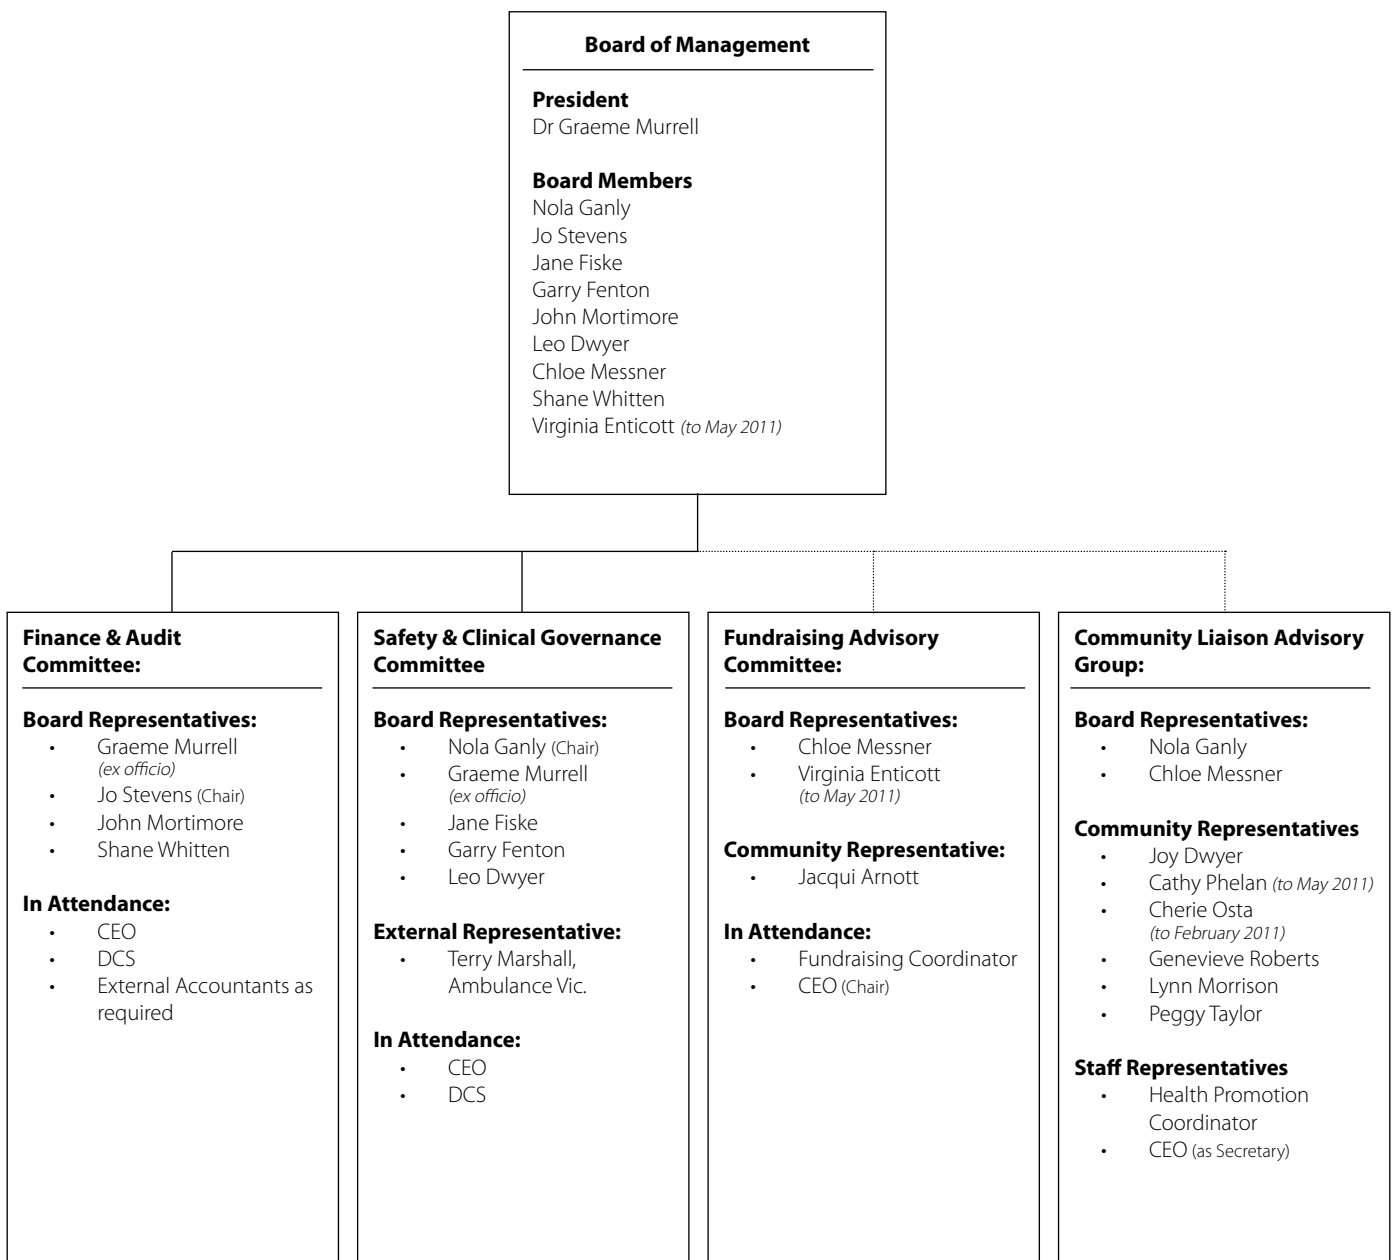 Board of Management
President
Dr Graeme Murrell
Board Members
Nola Ganly
Jo Stevens
Jane Fiske
Garry Fenton
John Mortimore
Leo Dwyer
Chloe Messner
Shane Whitten
Virginia Enticott (to May 2011)
Finance & Audit
Committee:
Board Representatives:
• Graeme Murrell
(ex officio)
• Jo Stevens (Chair)
• John Mortimore
• Shane Whitten
In Attendance:
• CEO
• DCS
• External Accountants as
required
Safety & Clinical Governance
Committee
Board Representatives:
• Nola Ganly (Chair)
• Graeme Murrell
(ex officio)
• Jane Fiske
• Garry Fenton
• Leo Dwyer
External Representative:
• Terry Marshall,
Ambulance Vic.
In Attendance:
• CEO
• DCS
Fundraising Advisory
Committee:
Board Representatives:
• Chloe Messner
• Virginia Enticott
(to May 2011)
Community Representative:
• Jacqui Arnott
In Attendance:
• Fundraising Coordinator
• CEO (Chair)
Community Liaison Advisory
Group:
Board Representatives:
• Nola Ganly
• Chloe Messner
Community Representatives
• Joy Dwyer
• Cathy Phelan (to May 2011)
• Cherie Osta
(to February 2011)
• Genevieve Roberts
• Lynn Morrison
• Peggy Taylor
Staff Representatives
• Health Promotion
Coordinator
• CEO (as Secretary)